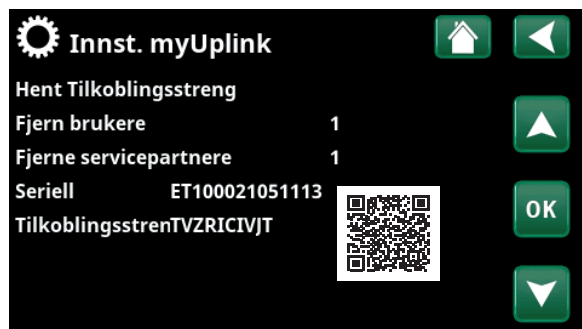 Innst. myUplink
Hent Tilkoblingsstreng
Fjern brukere 1
Fjerne servicepartnere 1
Seriell ET100021051113
TilkoblingsstrenTVZRICIVJT
OK